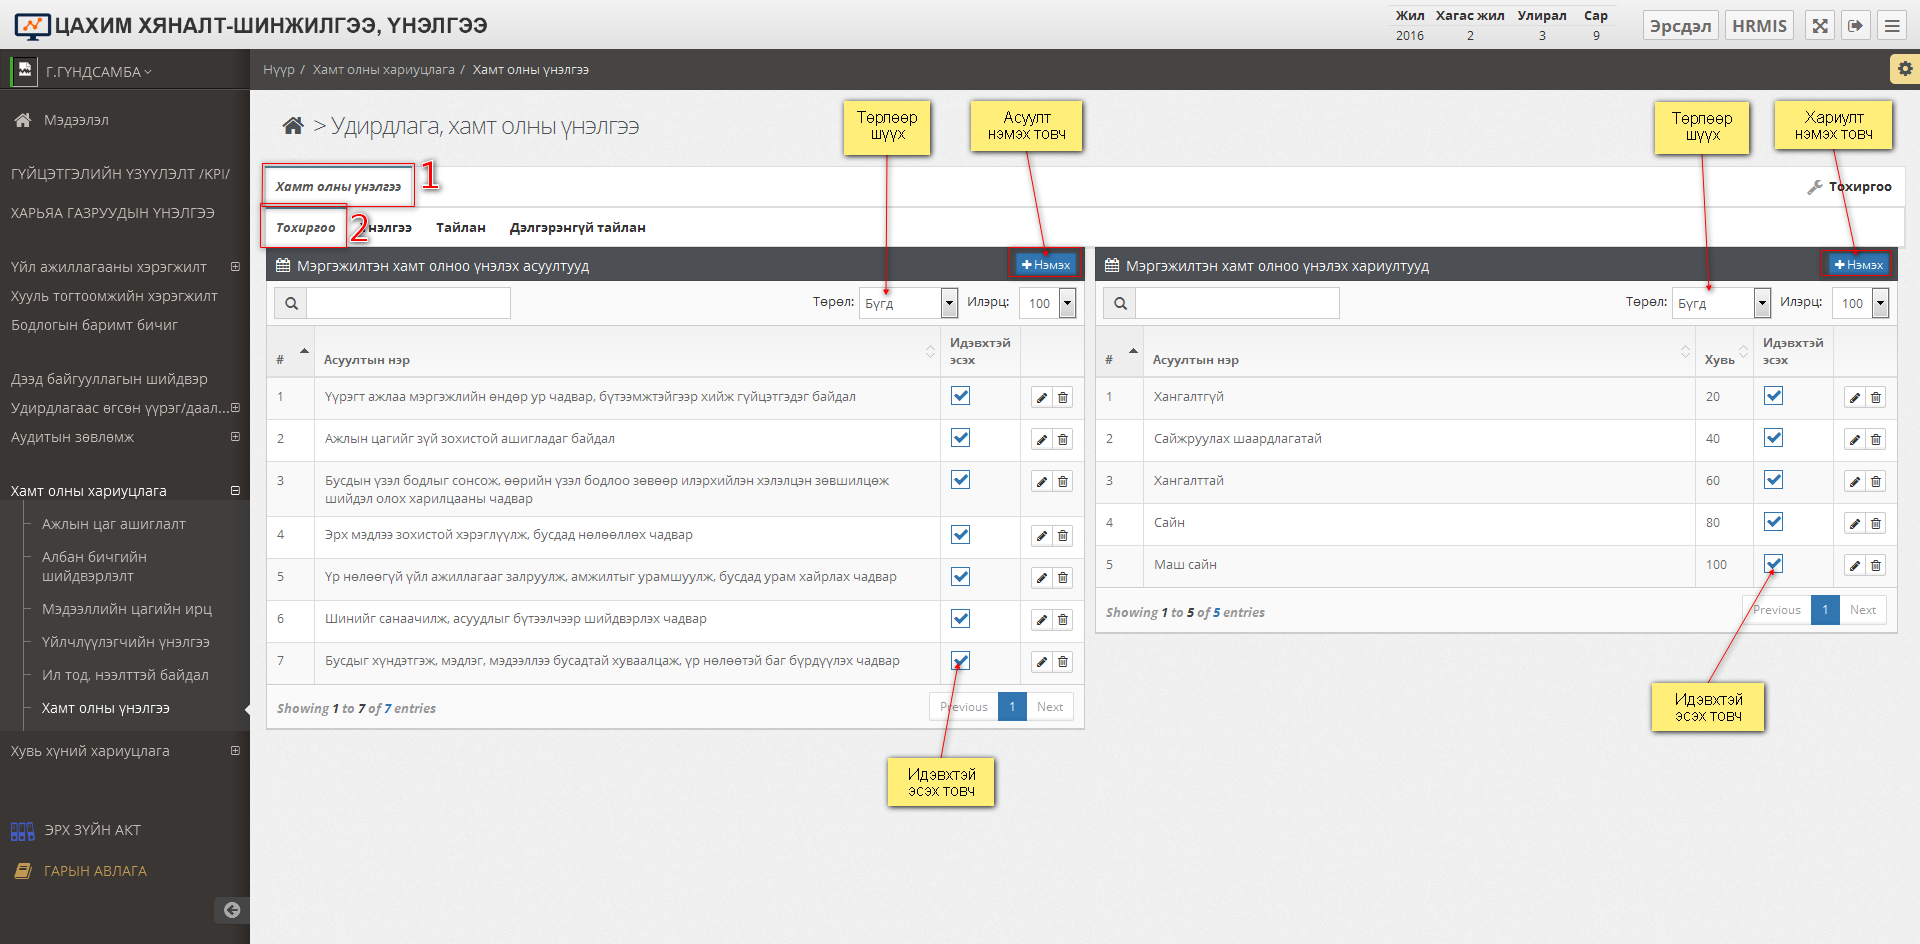 ЦАХИМ ХЯНАЛТ-ШИНЖИЛГЭЭ, ҮНЭЛГЭЭ
Жил Хагас жил Улирал Сар
2016 2 3 9
Эрсдэл HRMIS
Г.ГҮНДСАМБА
Нүүр / Хамт олны хариуцлага / Хамт олны үнэлгээ
Мэдээлэл
ГҮЙЦЭТГЭЛИЙН ҮЗҮҮЛЭЛТ /KPI/
ХАРЬЯА ГАЗРУУДЫН ҮНЭЛГЭЭ
Үйл ажиллагааны хэрэгжилт
Хууль тогтоомжийн хэрэгжилт
Бодлогын баримт бичиг
Дээд байгууллагын шийдвэр
Удирдлагаас өгсөн үүрэг/даал...
Аудитын зөвлөмж
Хамт олны хариуцлага
Ажлын цаг ашиглалт
Албан бичгийн
шийдвэрлэлт
Мэдээллийн цагийн ирц
Үйлчлүүлэгчийн үнэлгээ
Ил тод, нээлттэй байдал
Хамт олны үнэлгээ
Хувь хүний хариуцлага
ЭРХ ЗҮЙН АКТ
ГАРЫН АВЛАГА
> Удирдлага, хамт олны үнэлгээ
Төрлөөр
шүүх
Асуулт
нэмэх товч
Төрлөөр
шүүх
Хариулт
нэмэх товч
Хамт олны үнэлгээ 1
Тохиргоо
Тохиргоо 2 нэлгээ Тайлан Дэлгэрэнгүй тайлан
Мэргэжилтэн хамт олноо үнэлэх асуултууд
Нэмэх
Төрөл: Бүгд Илэрц: 100
# Асуултын нэр Идэвхтэй
эсэх
1 Үүрэгт ажлаа мэргэжлийн өндөр ур чадвар, бүтээмжтэйгээр хийж гүйцэтгэдэг байдал
2 Ажлын цагийг зүй зохистой ашигладаг байдал
3 Бусдын үзэл бодлыг сонсож, өөрийн үзэл бодлоо зөвөөр илэрхийлэн хэлэлцэн зөвшилцөж
шийдэл олох харилцааны чадвар
4 Эрх мэдлээ зохистой хэрэглүүлж, бусдад нөлөөллөх чадвар
5 Үр нөлөөгүй үйл ажиллагааг залруулж, амжилтыг урамшуулж, бусдад урам хайрлах чадвар
6 Шинийг санаачилж, асуудлыг бүтээлчээр шийдвэрлэх чадвар
7 Бусдыг хүндэтгэж, мэдлэг, мэдээллээ бусадтай хуваалцаж, үр нөлөөтэй баг бүрдүүлэх чадвар
Showing 1 to 7 of 7 entries
Previous 1 Next
Идэвхтэй
эсэх товч
Мэргэжилтэн хамт олноо үнэлэх хариултууд
Нэмэх
Төрөл: Бүгд Илэрц: 100
# Асуултын нэр Хувь Идэвхтэй
эсэх
1 Хангалтгүй 20
2 Сайжруулах шаардлагатай 40
3 Хангалттай 60
4 Сайн 80
5 Маш сайн 100
Showing 1 to 5 of 5 entries
Previous 1 Next
Идэвхтэй
эсэх товч